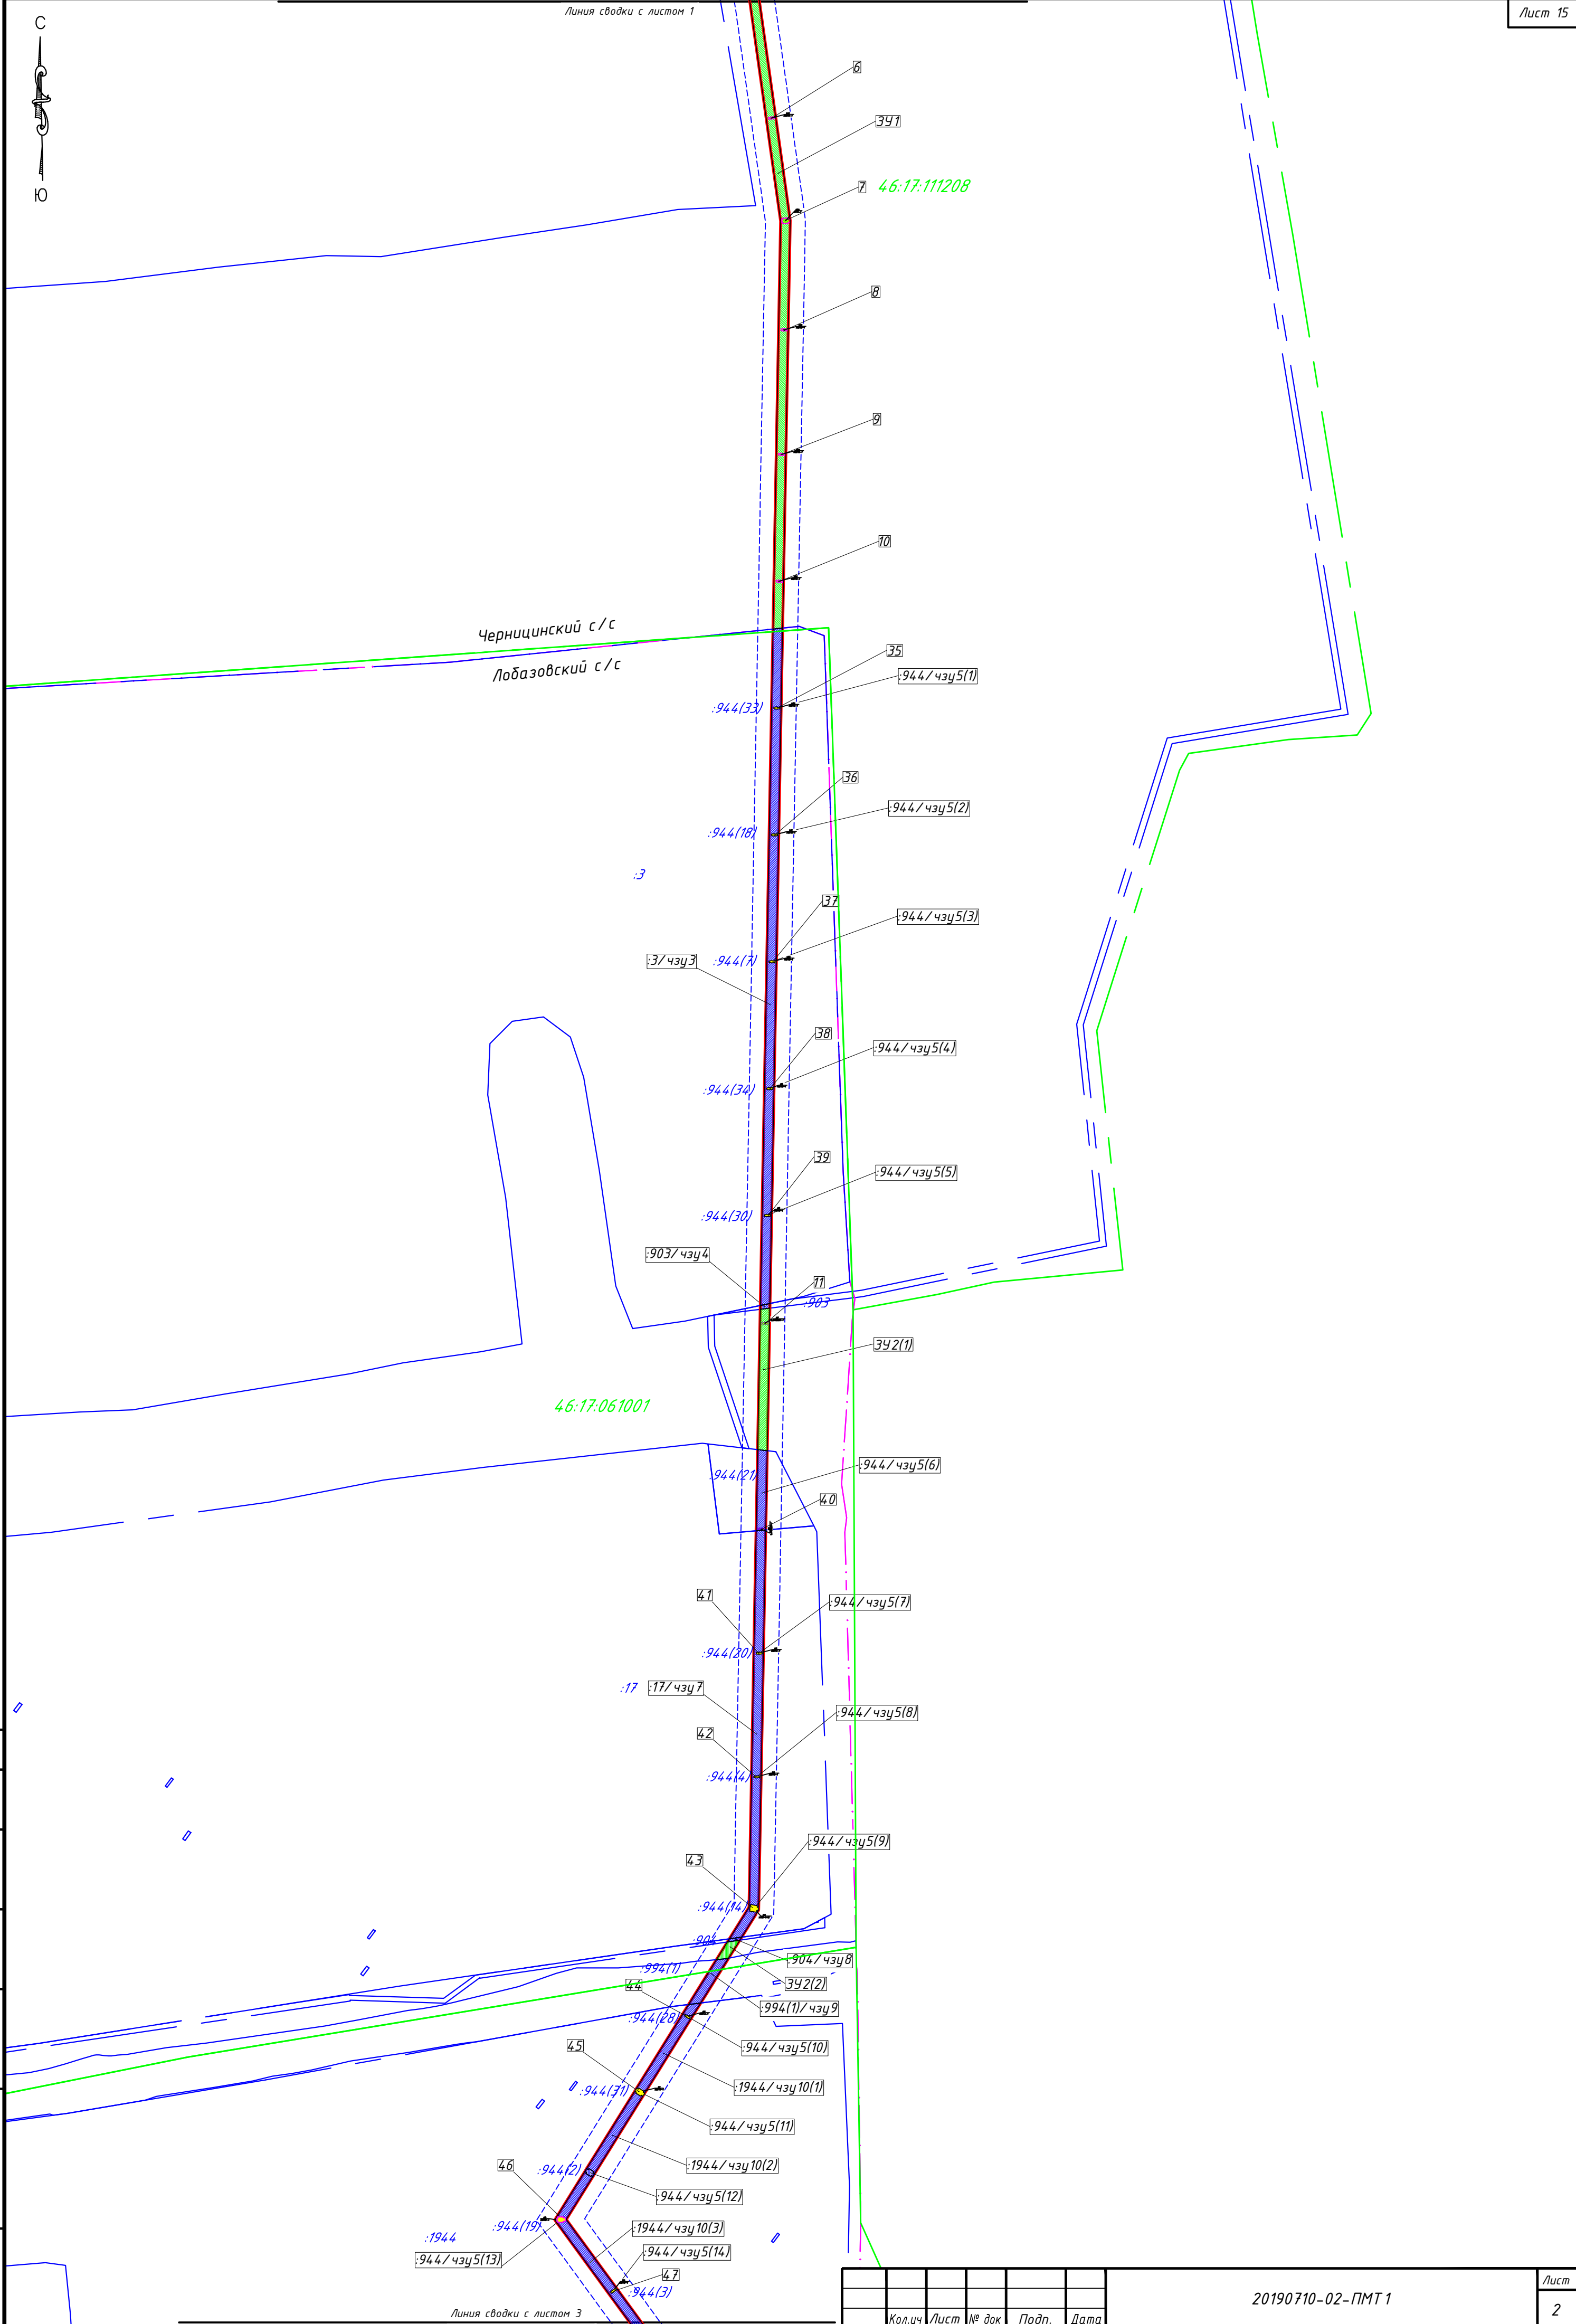 Линия сводки с листом 1
Лист 15
С
Ю
6
ЗУ1
7
46:17:111208
8
9
10
Черницинский с/с
Лобазовский с/с
35
:944/чзу5(1)
:944(33)
36
:944/чзу5(2)
:944(18)
:3
37
:944/чзу5(3)
:3/чзу3
:944(7)
38
:944/чзу5(4)
:944(34)
39
:944/чзу5(5)
:944(30)
:903/чзу4
11
:903
ЗУ2(1)
46:17:061001
:944/чзу5(6)
:944(21)
40
41
:944/чзу5(7)
:944(20)
:17
:17/чзу7
:944/чзу5(8)
42
:944(4)
:944/чзу5(9)
43
:944(14)
:904
:904/чзу8
:994(1)
ЗУ2(2)
44
:994(1)/чзу9
:944(28)
45
:944/чзу5(10)
:944(31)
:1944/чзу10(1)
:944/чзу5(11)
46
:944(2)
:1944/чзу10(2)
:944/чзу5(12)
:944(19)
:1944/чзу10(3)
:1944
:944/чзу5(13)
:944/чзу5(14)
47
:944(3)
Линия сводки с листом 3
Кол.уч Лист № док Подп. Дата
20190710-02-ПМТ1
Лист
2